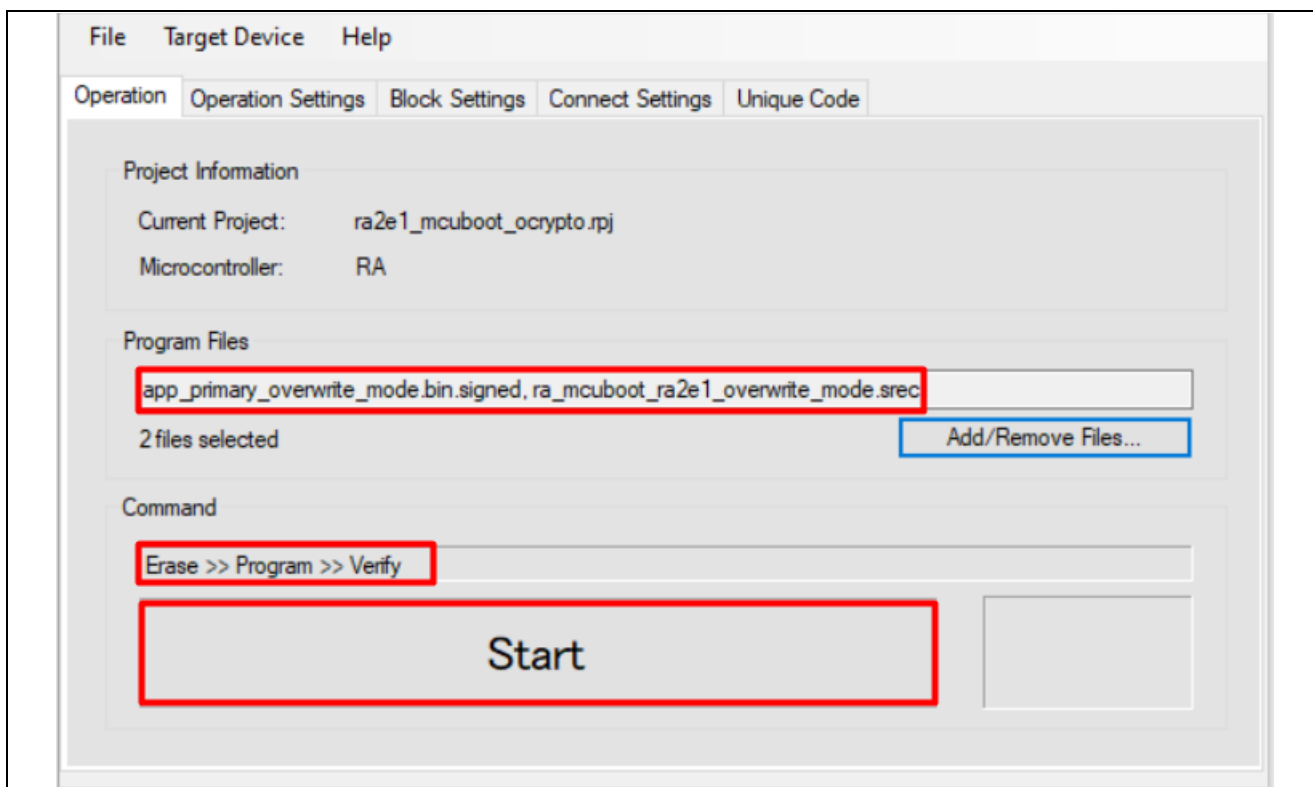 File Target Device Help
Operation Operation Settings Block Settings Connect Settings Unique Code
Project Information
Current Project: ra2e1_mcuboot_ocrypto.rpj
Microcontroller: RA
Program Files
app_primary_overwrite_mode.bin.signed, ra_mcuboot_ra2e1_overwrite_mode.srec
2 files selected Add/Remove Files...
Command
Erase >> Program >> Verify
Start